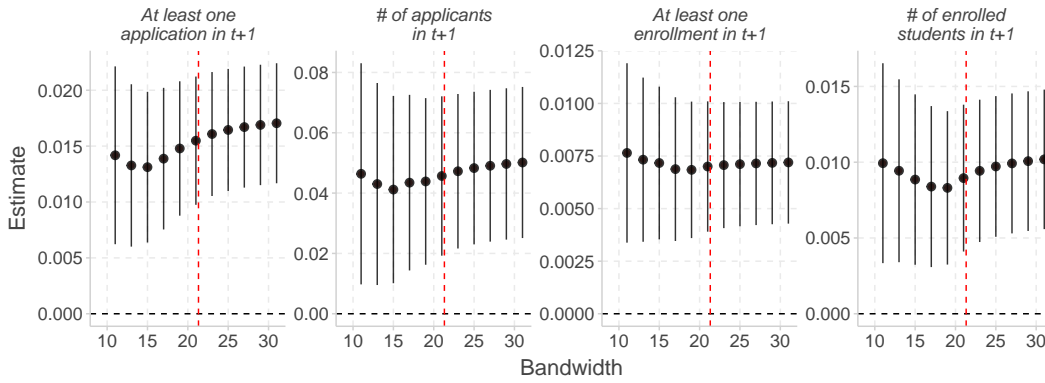 At least one
application in t+1
# of applicants
in t+1
At least one
enrollment in t+1
# of enrolled
students in t+1
Estimate
0.020
0.015
0.010
0.005
0.000
0.08
0.06
0.04
0.02
0.00
0.0125
0.0100
0.0075
0.0050
0.0025
0.0000
0.015
0.010
0.005
0.000
10 15 20 25 30
10 15 20 25 30
10 15 20 25 30
10 15 20 25 30
Bandwidth